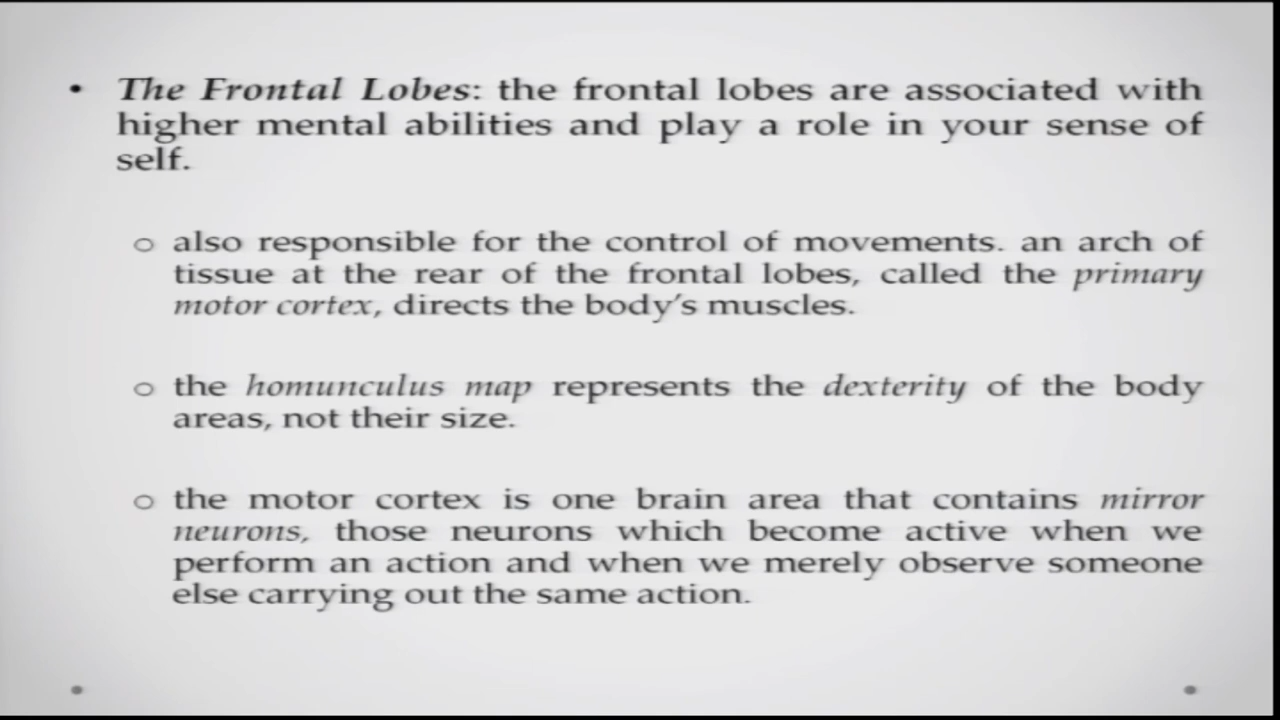 • The Frontal Lobes: the frontal lobes are associated with
higher mental abilities and play a role in your sense of
self.
o also responsible for the control of movements. an arch of
tissue at the rear of the frontal lobes, called the primary
motor cortex, directs the body's muscles.
o the homunculus map represents the dexterity of the body
areas, not their size.
o the motor cortex is one brain area that contains mirror
neurons, those neurons which become active when we
perform an action and when we merely observe someone
else carrying out the same action.